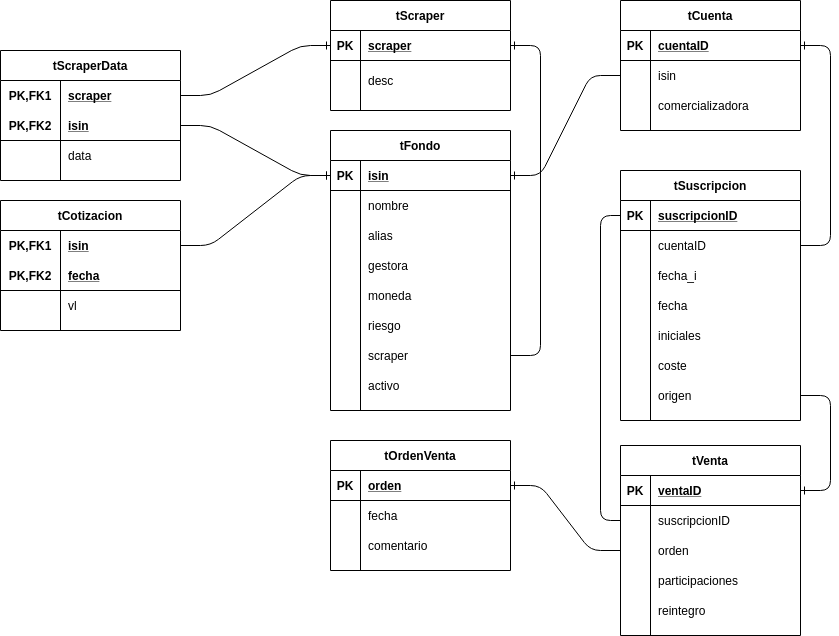 tScraper
PK scraper
desc
tCuenta
PK cuentaID
isin
comercializadora
tScraperData
PK,FK1 scraper
PK,FK2 isin
data
tFondo
PK isin
nombre
alias
gestora
moneda
riesgo
scraper
activo
tSuscripcion
PK suscripcionID
cuentaID
fecha_i
fecha
iniciales
coste
origen
tCotizacion
PK,FK1 isin
PK,FK2 fecha
vl
tOrdenVenta
PK orden
fecha
comentario
tVenta
PK ventaID
suscripcionID
orden
participaciones
reintegro